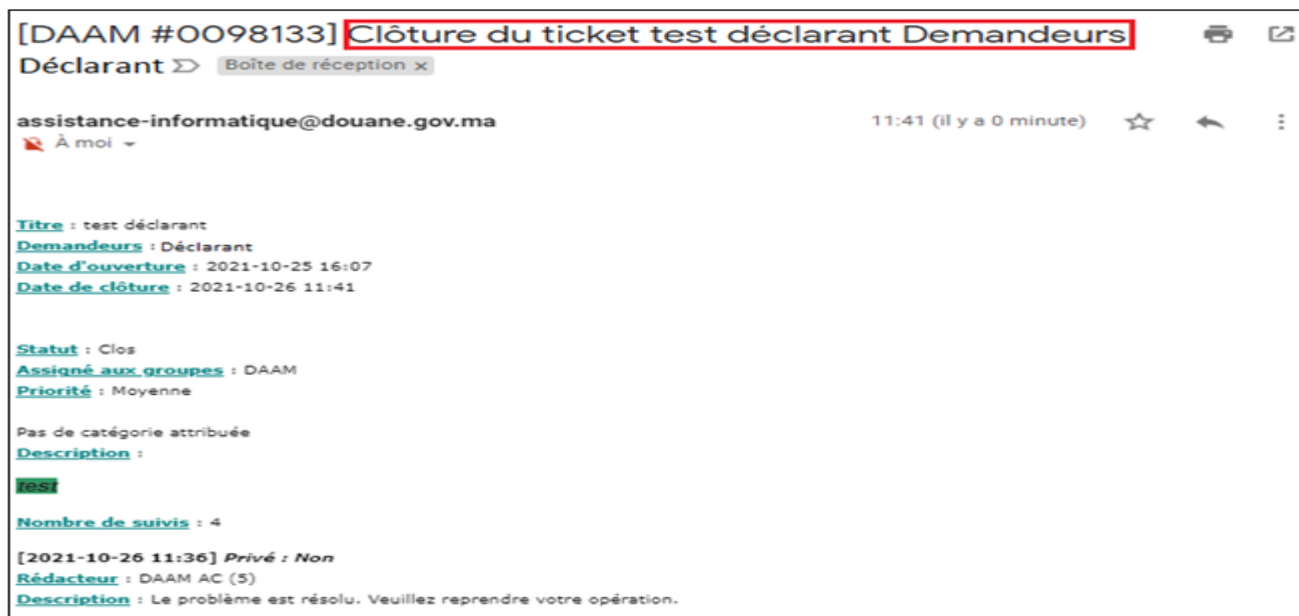 [DAAM #0098133] Clôture du ticket test déclarant Demandeurs
Déclarant Boîte de réception x
assistance-informatique@douane.gov.ma 11:41 (il y a 0 minute)
À moi
Titre : test déclarant
Demandeurs : Déclarant
Date d'ouverture : 2021-10-25 16:07
Date de clôture : 2021-10-26 11:41
Statut : Clos
Assigné aux groupes : DAAM
Priorité : Moyenne
Pas de catégorie attribuée
Description :
test
Nombre de suivis : 4
[2021-10-26 11:36] Privé : Non
Rédacteur : DAAM AC (5)
Description : Le problème est résolu. Veuillez reprendre votre opération.